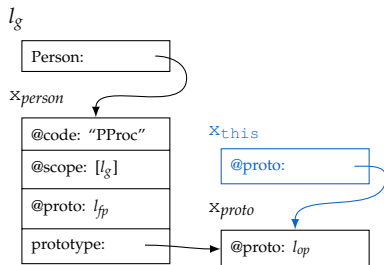 l_g
Person:
x_person
@code: “PProc”
@scope: [l_g]
@proto: l_fp
prototype:
x_this
@proto:
x_proto
@proto: l_op